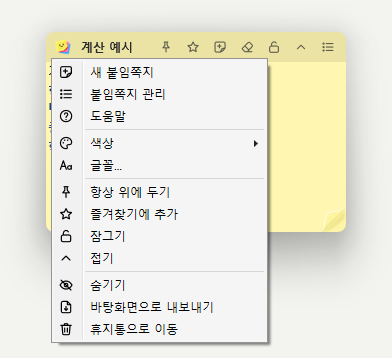 계산 예시
새 붙임쪽지
붙임쪽지 관리
도움말
색상
Aa 글꼴...
항상 위에 두기
즐겨찾기에 추가
잠그기
접기
숨기기
바탕화면으로 내보내기
휴지통으로 이동